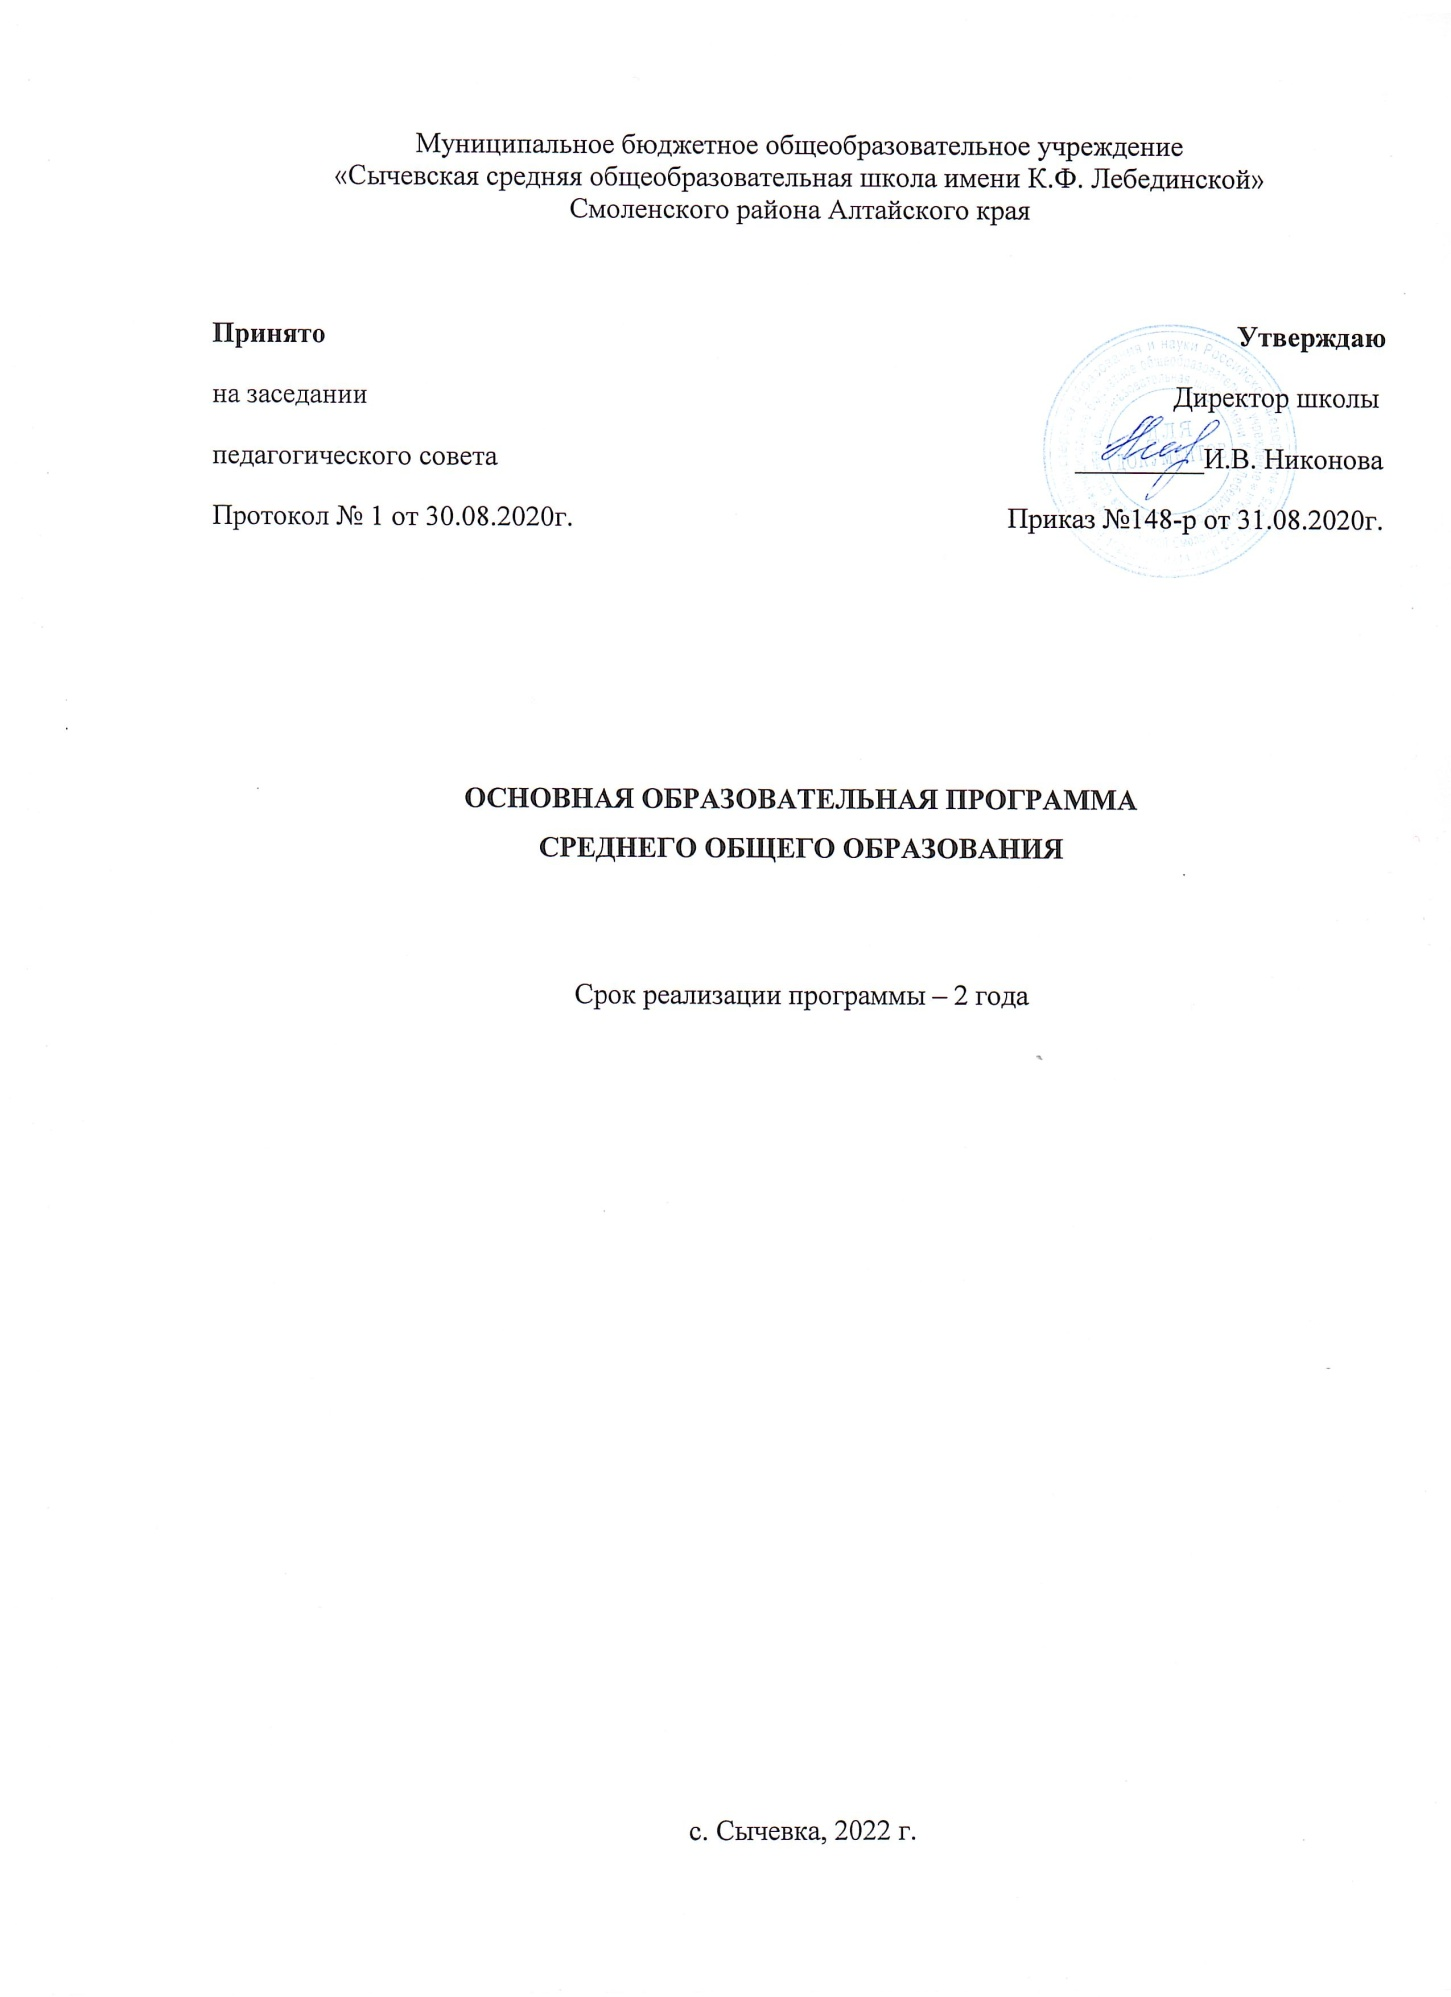 Муниципальное бюджетное общеобразовательное учреждение
«Сычевская средняя общеобразовательная школа имени К.Ф. Лебединской»
Смоленского района Алтайского края
Принято
Утверждаю
на заседании
Директор школы
педагогического совета
И.В. Никонова
Протокол № 1 от 30.08.2020г.
Приказ №148-р от 31.08.2020г.
ДЛЯ
ДОКУМЕНТОВ
ОСНОВНАЯ ОБРАЗОВАТЕЛЬНАЯ ПРОГРАММА
СРЕДНЕГО ОБЩЕГО ОБРАЗОВАНИЯ
Срок реализации программы – 2 года
с. Сычевка, 2022 г.